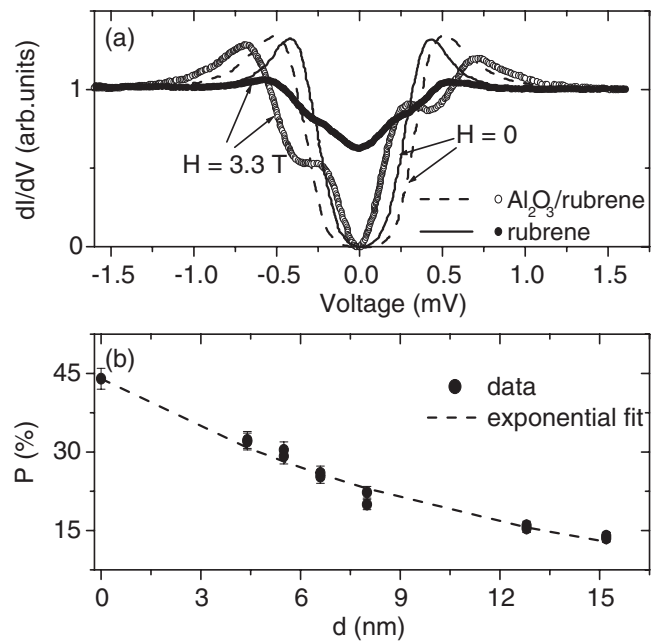 (a)
dI/dV (arb.units)
1
0
H = 3.3 T
H = 0
Al₂O₃/rubrene
rubrene
-1.5 -1.0 -0.5 0.0 0.5 1.0 1.5
Voltage (mV)
(b)
P (%)
45
30
15
data
exponential fit
0 3 6 9 12 15
d (nm)